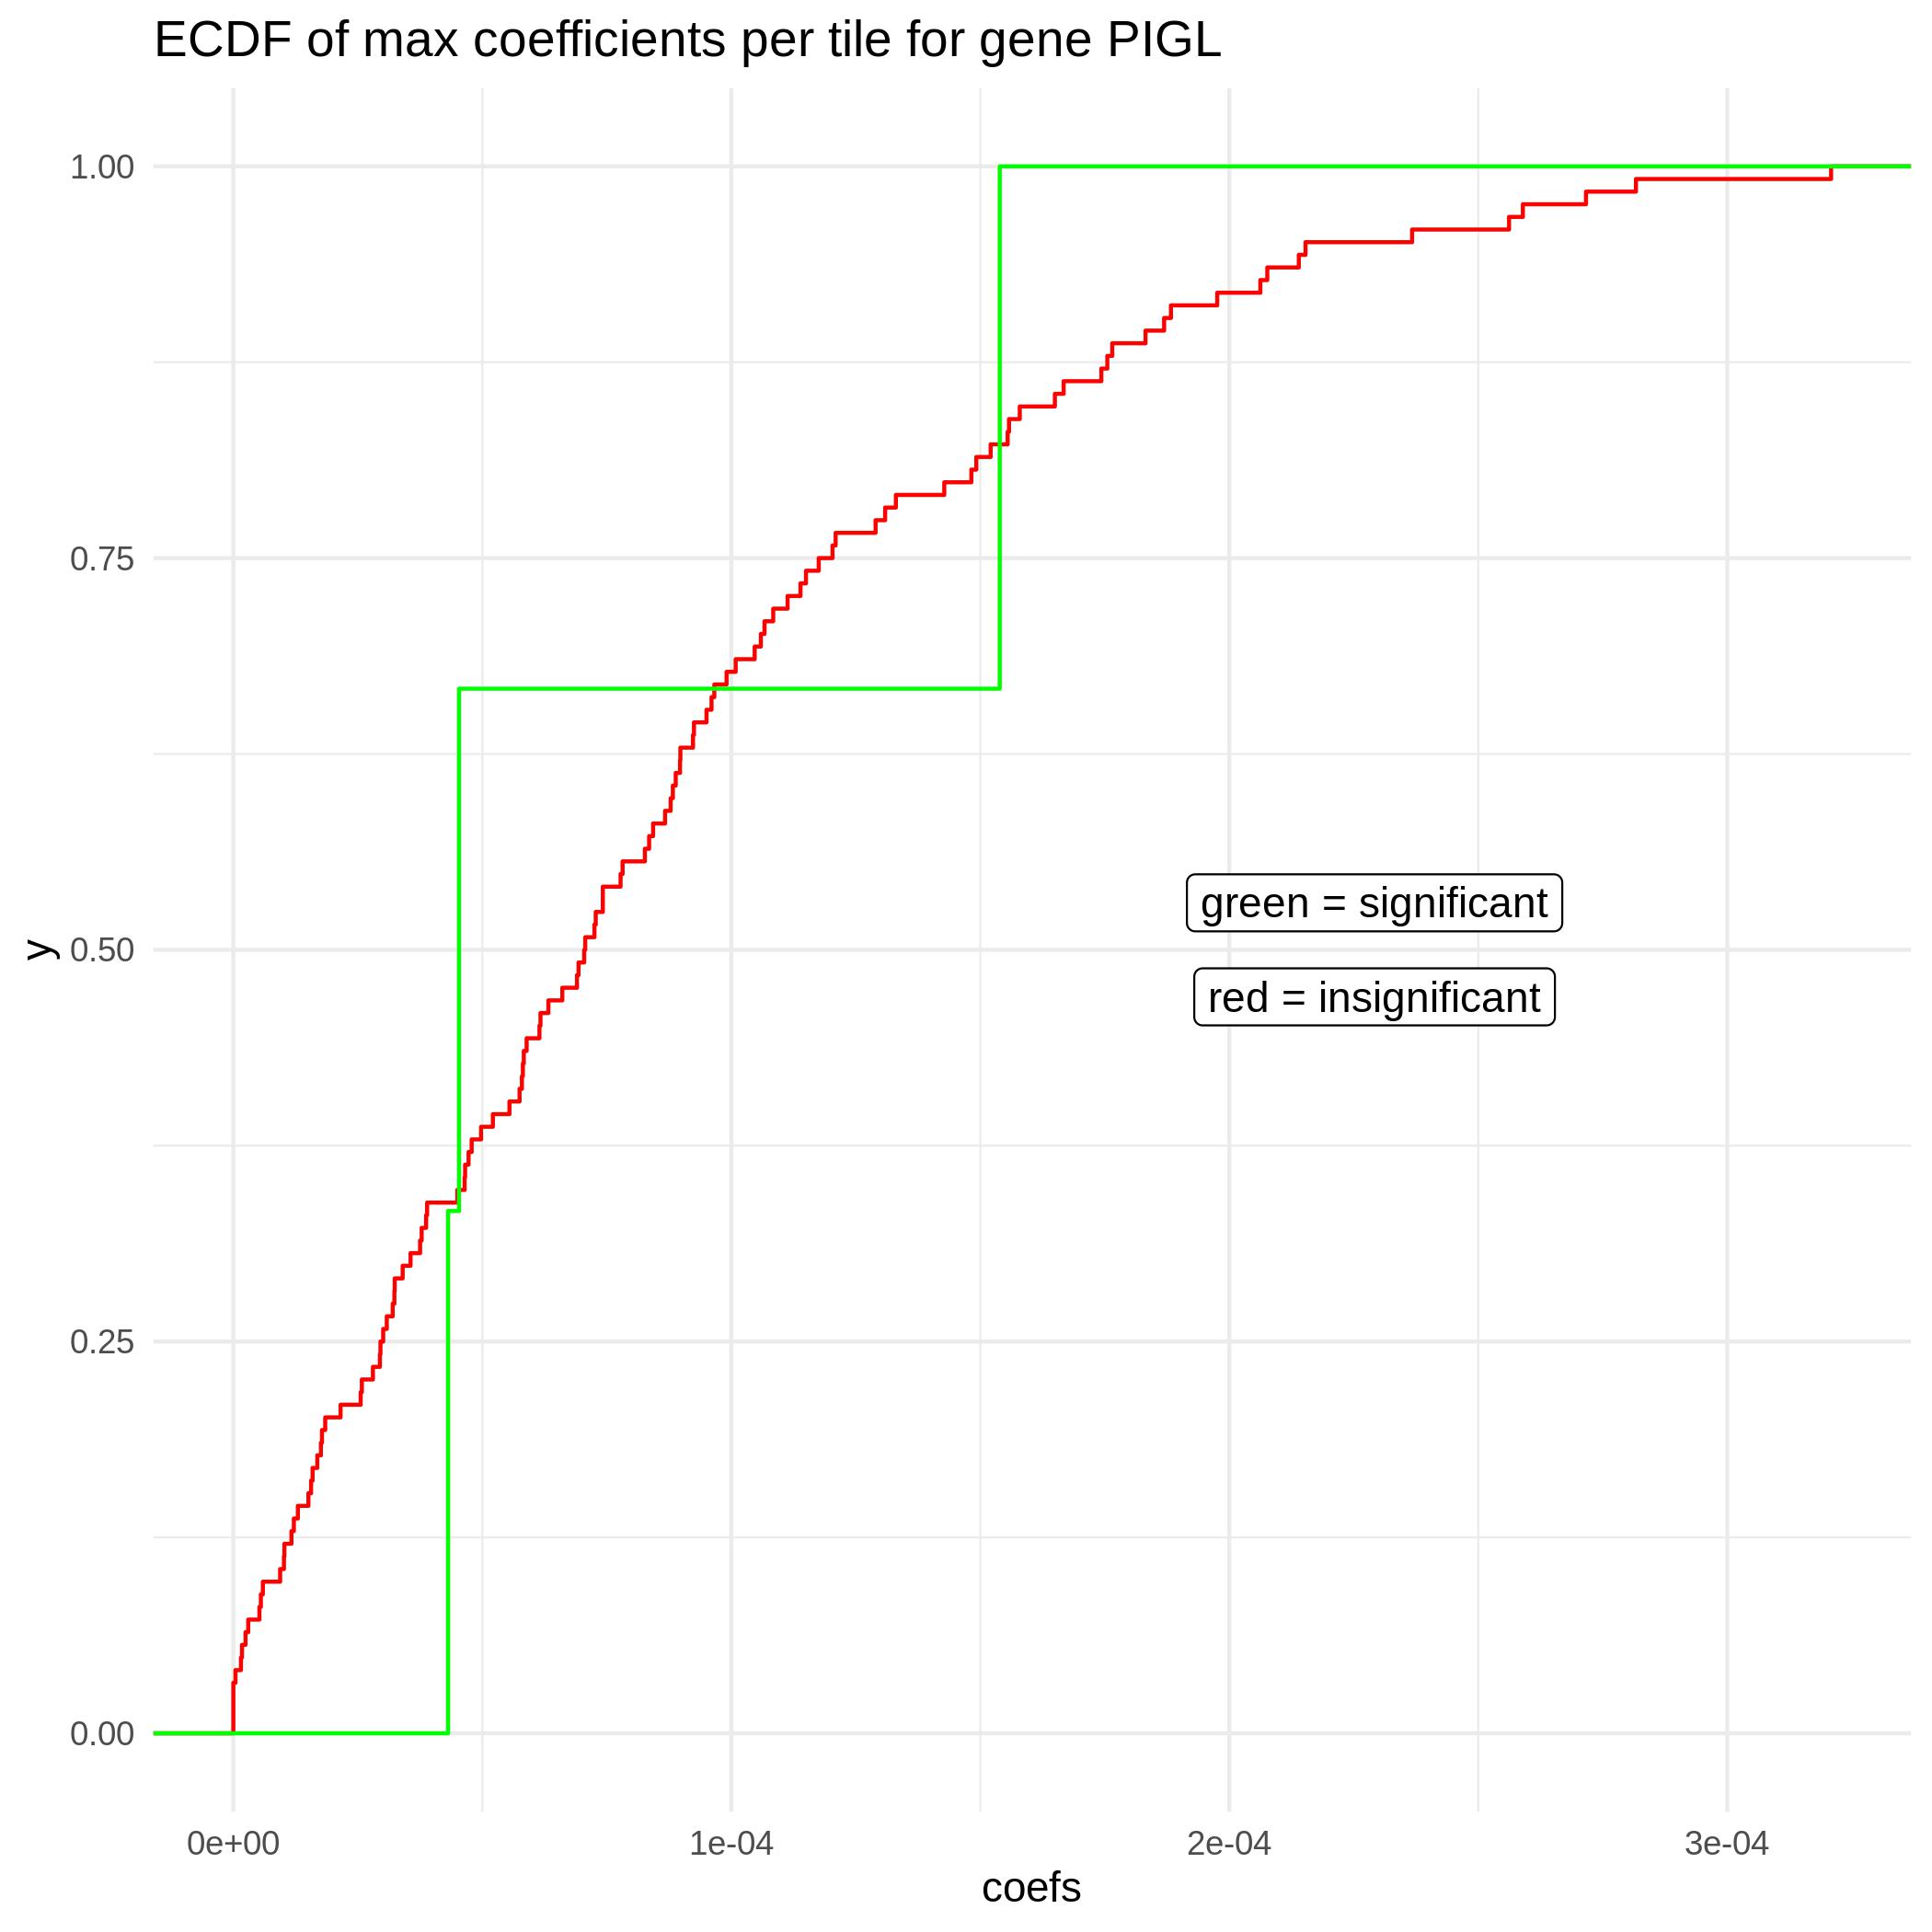 ECDF of max coefficients per tile for gene PIGL
1.00
0.75
0.50
0.25
0.00
y
green = significant
red = insignificant
0e+00 1e-04 2e-04 3e-04
coefs